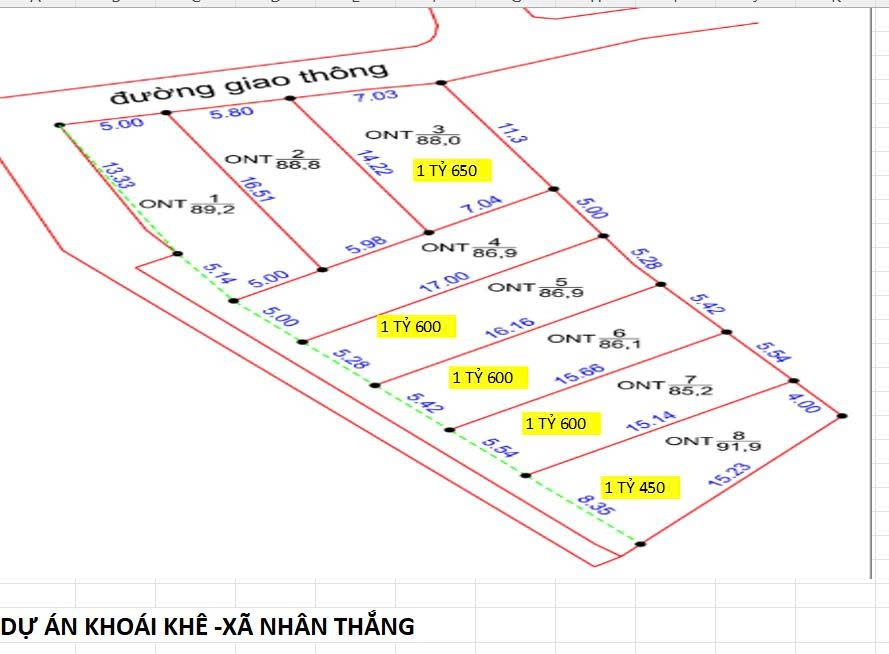 đường giao thông
5.00
5.80
7.03
13.33
16.51
14.22
11.3
ONT 1
89,2
ONT 2
88,8
ONT 3
88,0
1 TỶ 650
5.14
5.00
5.98
7.04
5.00
ONT 4
86,9
5.00
17.00
5.28
ONT 5
86,9
1 TỶ 600
5.28
16.16
5.42
ONT 6
86,1
1 TỶ 600
5.42
15.66
5.54
ONT 7
85,2
1 TỶ 600
5.54
15.14
4.00
ONT 8
91,9
1 TỶ 450
8.35
15.23
DỰ ÁN KHOÁI KHÊ -XÃ NHÂN THẮNG